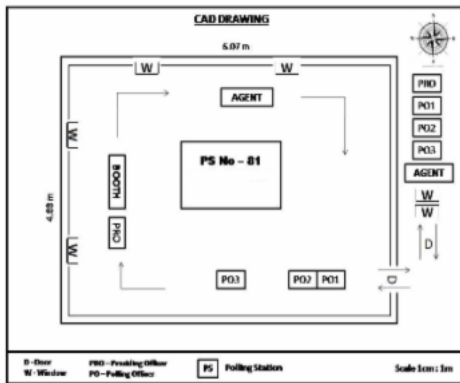 CAD DRAWING
6.07 m
W W
AGENT
W
PS No - 81
BOOTH
4.88 m
PRO
W
PO3 PO2 PO1
D
PRO
PO1
PO2
PO3
AGENT
W
W
D
D - Door PRO - Presiding Officer PS Polling Station Scale 1cm : 1m
W - Window PO - Polling Officer